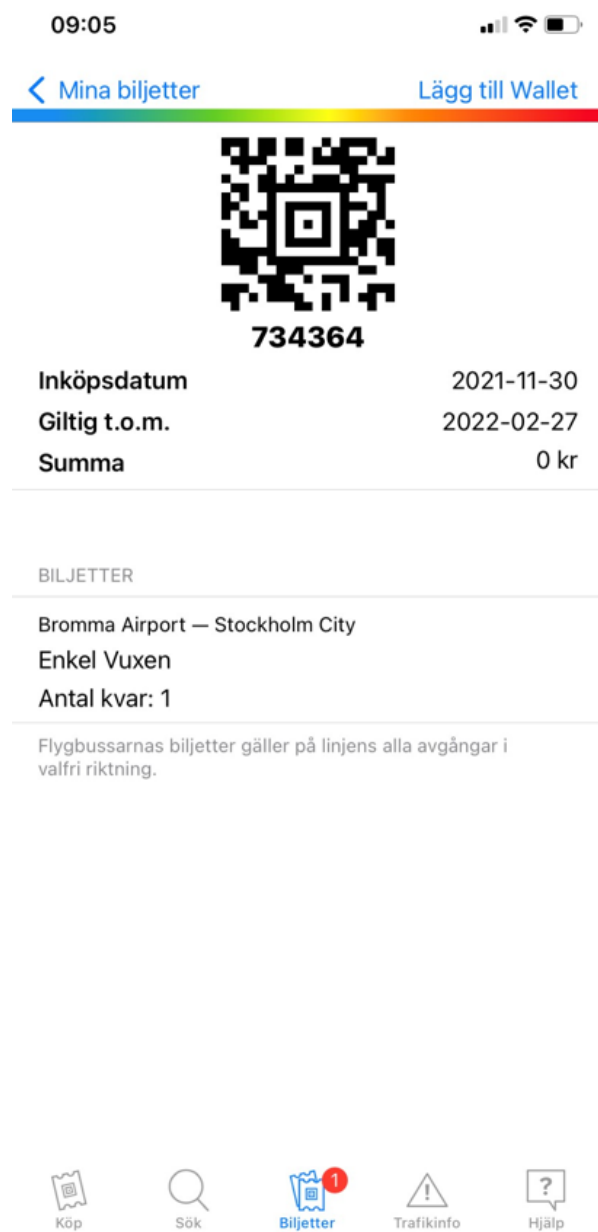 09:05
Mina biljetter Lägg till Wallet
734364
Inköpsdatum 2021-11-30
Giltig t.o.m. 2022-02-27
Summa 0 kr
BILJETTER
Bromma Airport — Stockholm City
Enkel Vuxen
Antal kvar: 1
Flygbussarnas biljetter gäller på linjens alla avgångar i
valfri riktning.
1
Köp Sök Biljetter Trafikinfo Hjälp